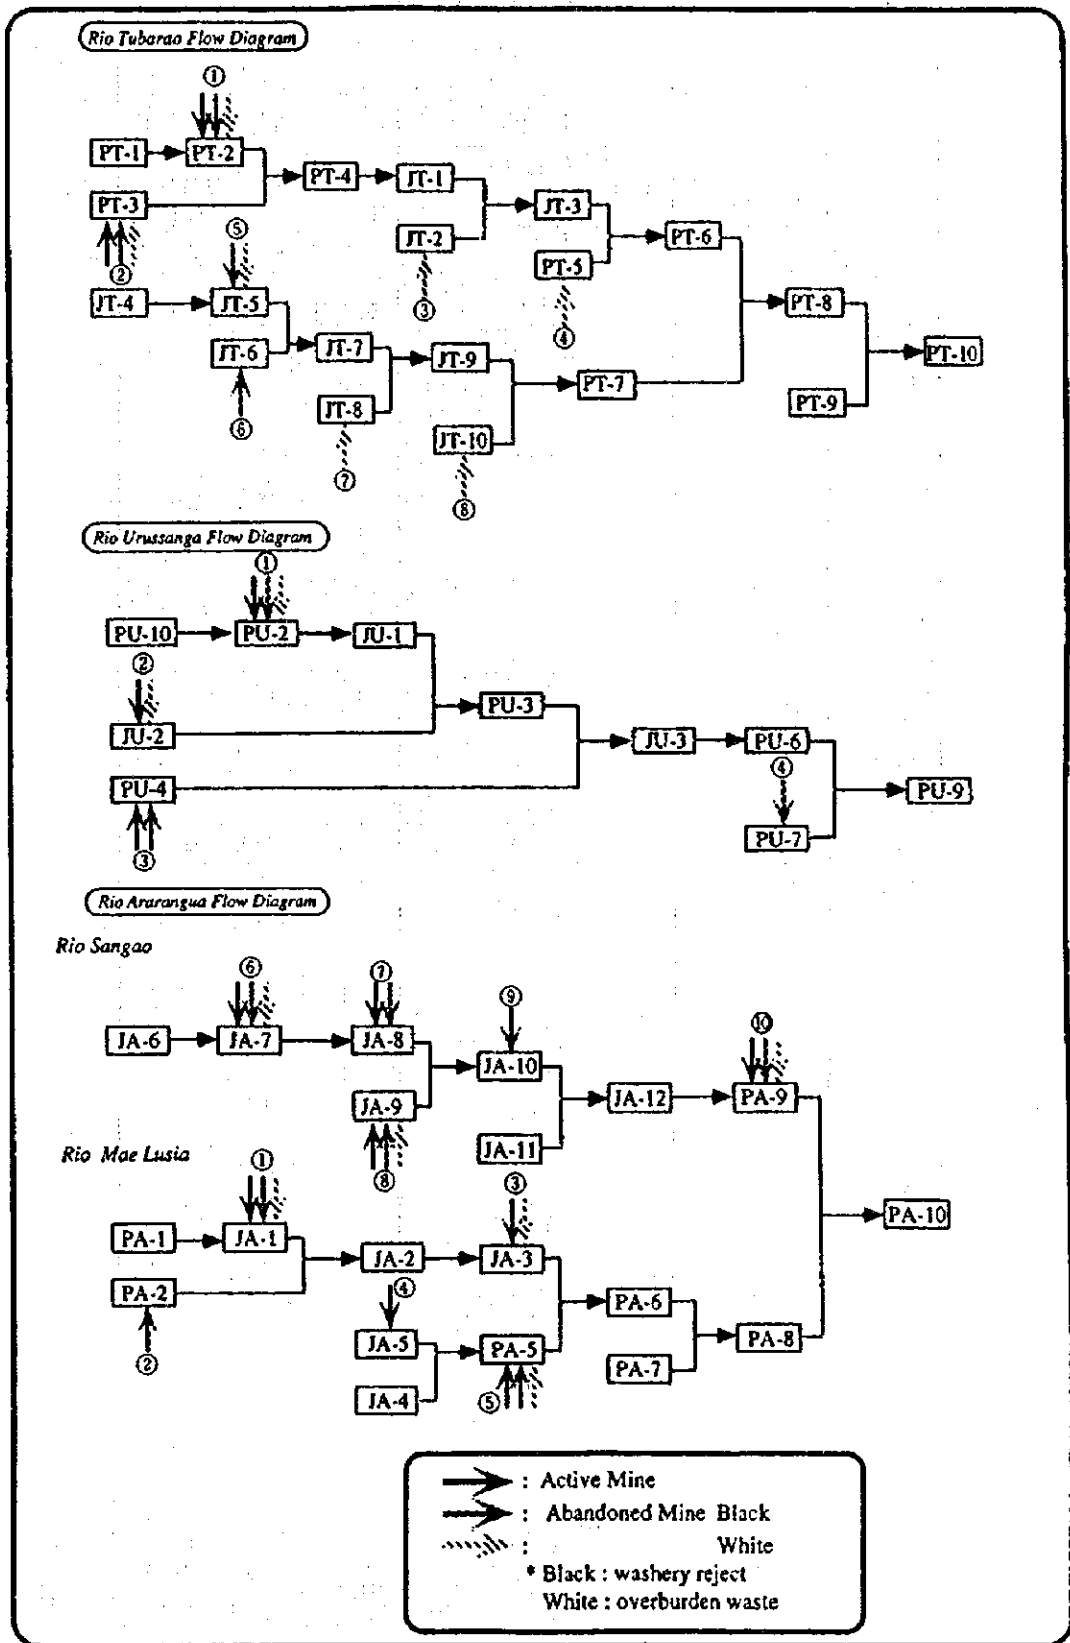 Rio Tubarao Flow Diagram
①
PT-1
PT-2
PT-4
JT-1
PT-3
⑤
JT-2
JT-3
PT-6
②
PT-5
JT-4
JT-5
③
④
PT-8
JT-6
JT-7
JT-9
PT-7
PT-10
⑥
JT-8
JT-10
PT-9
⑦
⑧
Rio Urussanga Flow Diagram
①
PU-10
PU-2
JU-1
②
PU-3
JU-2
JU-3
PU-6
PU-4
④
PU-9
③
PU-7
Rio Ararangua Flow Diagram
Rio Sangao
⑥
⑦
⑨
⑩
JA-6
JA-7
JA-8
JA-10
JA-9
JA-12
PA-9
JA-11
⑧
Rio Mae Lusia
①
③
PA-1
JA-1
JA-2
JA-3
PA-10
PA-2
④
PA-6
②
JA-5
PA-5
PA-8
JA-4
⑤
PA-7
: Active Mine
: Abandoned Mine Black
: White
* Black : washery reject
White : overburden waste